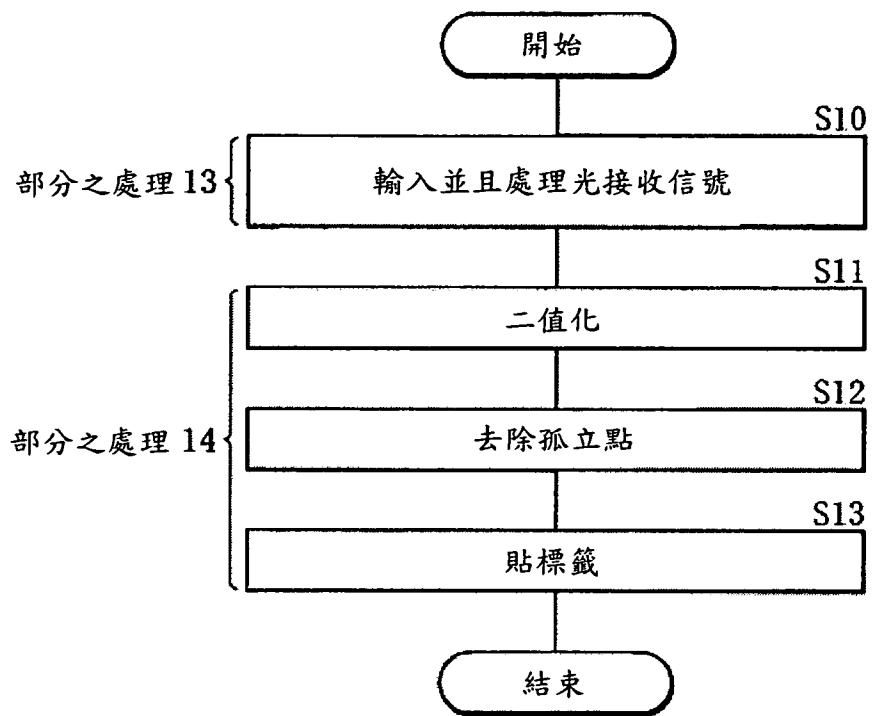 開始
S10
部分之處理 13
輸入並且處理光接收信號
S11
二值化
S12
部分之處理 14
去除孤立點
S13
貼標籤
結束